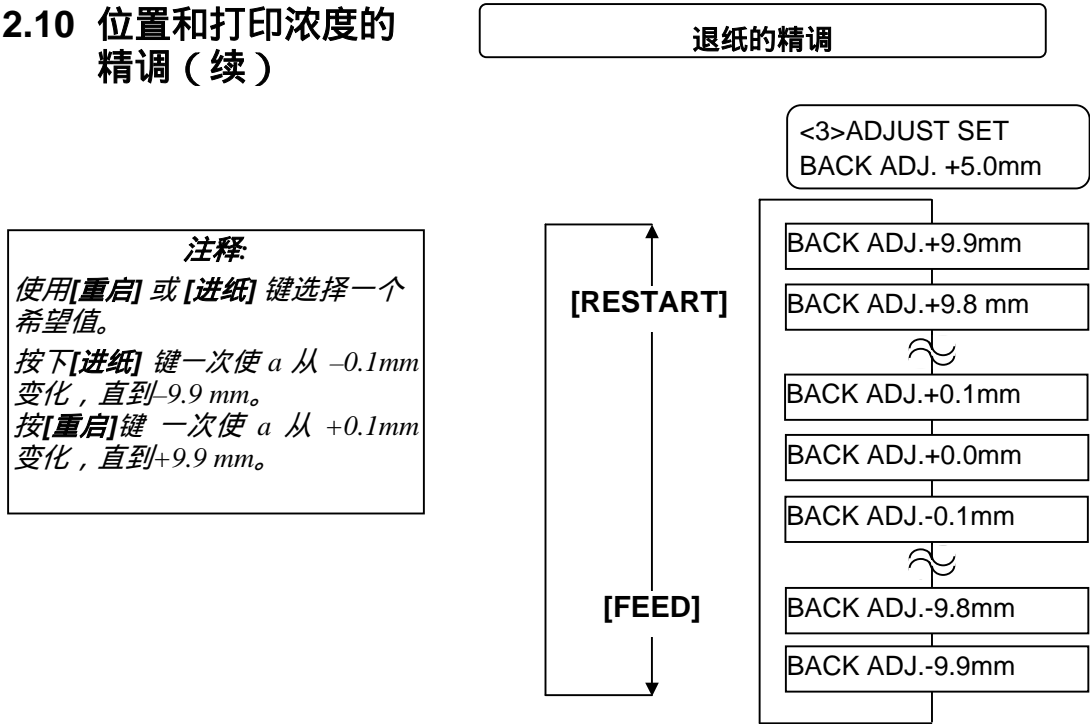 2.10 位置和打印浓度的
精调（续）
退纸的精调
<3>ADJUST SET
BACK ADJ. +5.0mm
注释:
使用[重启] 或 [进纸] 键选择一个
希望值。
按下[进纸] 键一次使 a 从 –0.1mm
变化，直到–9.9 mm。
按[重启]键 一次使 a 从 +0.1mm
变化，直到+9.9 mm。
[RESTART]
[FEED]
BACK ADJ.+9.9mm
BACK ADJ.+9.8 mm
BACK ADJ.+0.1mm
BACK ADJ.+0.0mm
BACK ADJ.-0.1mm
BACK ADJ.-9.8mm
BACK ADJ.-9.9mm